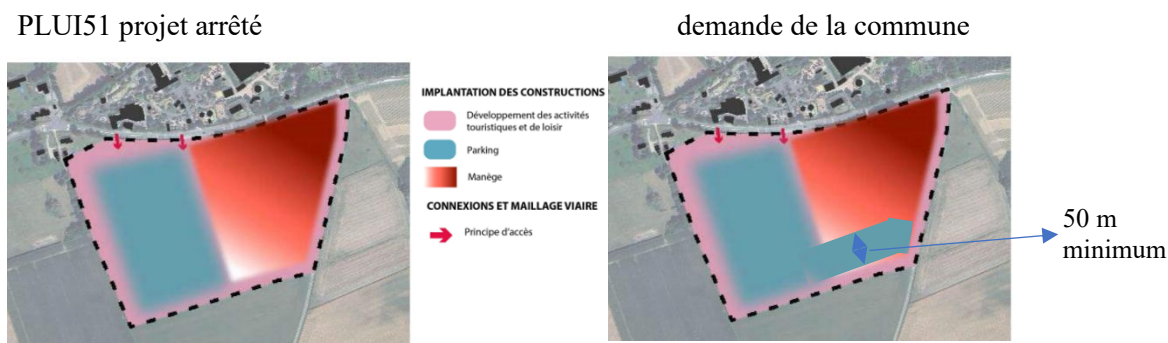 PLUI51 projet arrêté
demande de la commune
IMPLANTATION DES CONSTRUCTIONS
Développement des activités
touristiques et de loisir
Parking
Manège
CONNEXIONS ET MAILLAGE VIAIRE
Principe d'accès
50 m
minimum